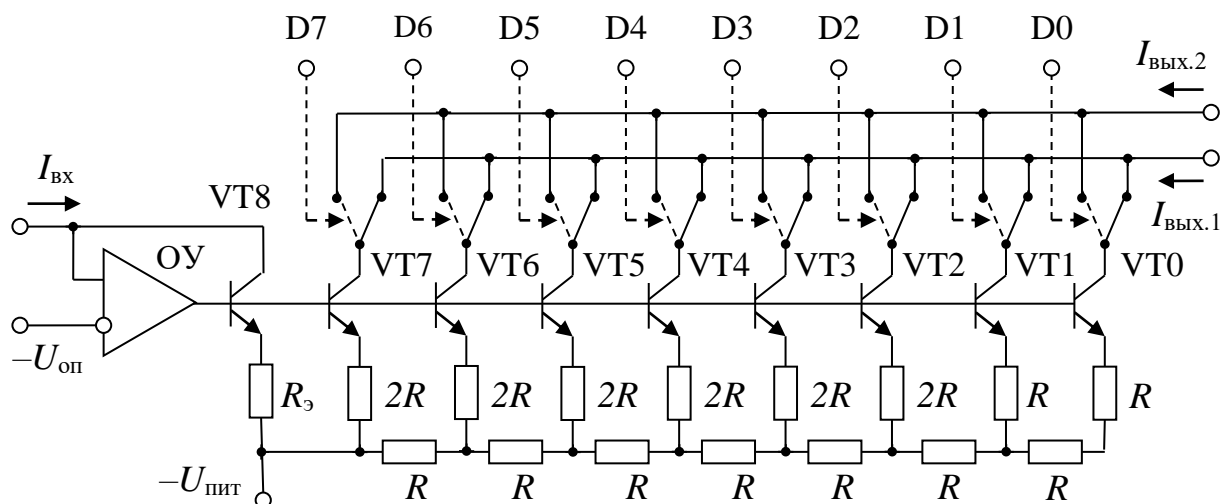 D7 D6 D5 D4 D3 D2 D1 D0
Iвых.2
Iвх
VT8
Iвых.1
ОУ
VT7 VT6 VT5 VT4 VT3 VT2 VT1 VT0
–Uоп
Rэ 2R 2R 2R 2R 2R 2R R R
–Uпит
R R R R R R R